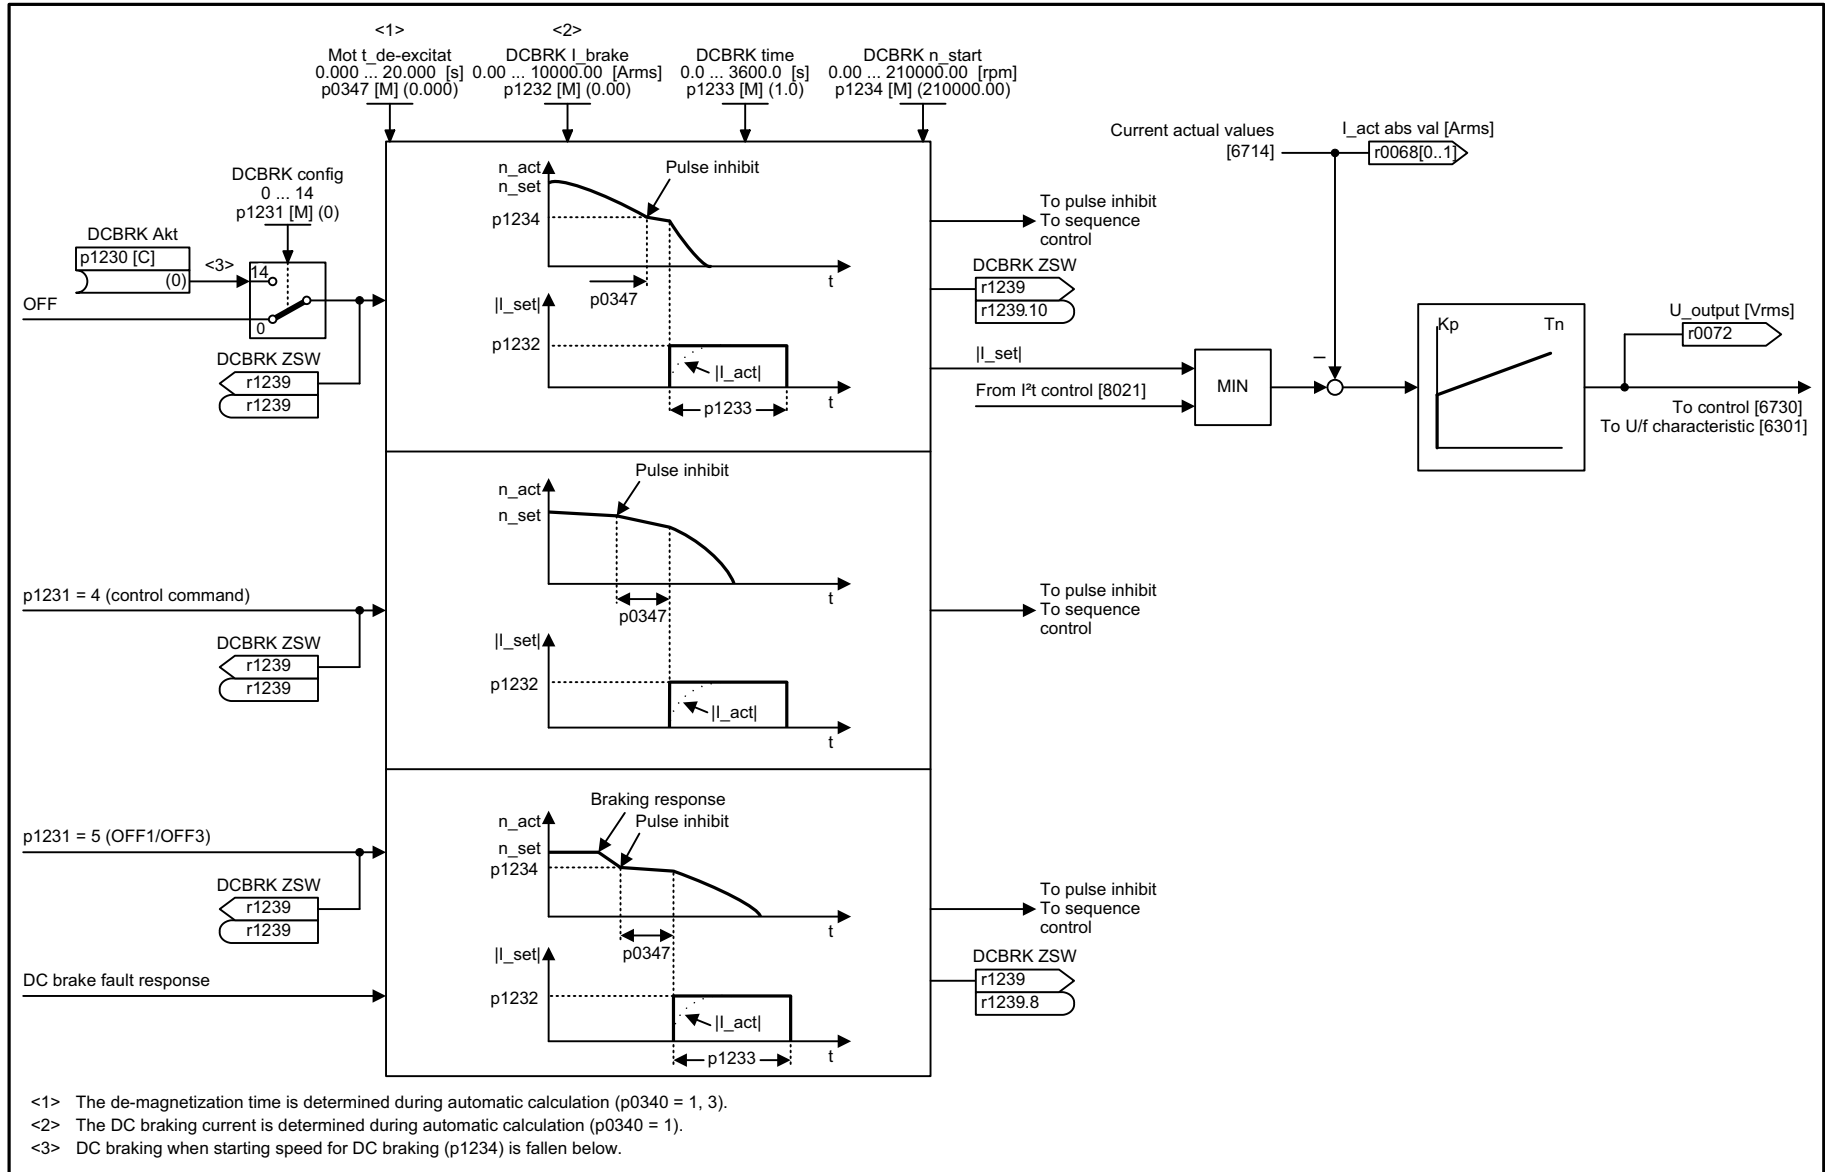 <1>
Mot t_de-excitat
0.000 ... 20.000 [s]
p0347 [M] (0.000)
<2>
DCBRK I_brake
0.00 ... 10000.00 [Arms]
p1232 [M] (0.00)
DCBRK time
0.0 ... 3600.0 [s]
p1233 [M] (1.0)
DCBRK n_start
0.00 ... 210000.00 [rpm]
p1234 [M] (210000.00)
DCBRK config
0 ... 14
p1231 [M] (0)
DCBRK Akt
p1230 [C]
(0)
<3>
14
0
OFF
DCBRK ZSW
r1239
r1239
n_act
n_set
p1234
Pulse inhibit
t
p0347
|I_set|
p1232
|I_act|
t
p1233
To pulse inhibit
To sequence
control
DCBRK ZSW
r1239
r1239.10
|I_set|
From I²t control [8021]
MIN
Current actual values
[6714]
I_act abs val [Arms]
r0068[0..1]
–
Kp
Tn
U_output [Vrms]
r0072
To control [6730]
To U/f characteristic [6301]
p1231 = 4 (control command)
DCBRK ZSW
r1239
r1239
Pulse inhibit
n_act
n_set
p0347
|I_set|
p1232
|I_act|
t
To pulse inhibit
To sequence
control
p1231 = 5 (OFF1/OFF3)
DCBRK ZSW
r1239
r1239
DC brake fault response
Braking response
Pulse inhibit
n_act
n_set
p1234
t
p0347
|I_set|
p1232
|I_act|
t
p1233
To pulse inhibit
To sequence
control
DCBRK ZSW
r1239
r1239.8
<1> The de-magnetization time is determined during automatic calculation (p0340 = 1, 3).
<2> The DC braking current is determined during automatic calculation (p0340 = 1).
<3> DC braking when starting speed for DC braking (p1234) is fallen below.